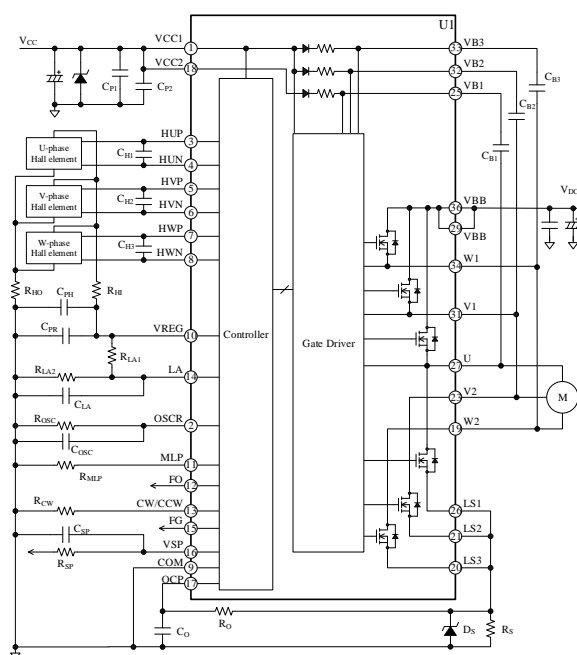 U1
VCC
VCC1
1
VCC2
18
CP1
CP2
33
VB3
32
VB2
25
VB1
CB3
CB2
CB1
U-phase
Hall element
HUP
3
CH1
HUN
4
V-phase
Hall element
HVP
5
CH2
HVN
6
W-phase
Hall element
HWP
7
CH3
HWN
8
RHO
CPH
RHI
CPR
VREG
10
RLA1
RLA2
LA
14
CLA
ROSC
OSCR
2
COSC
RMLP
MLP
11
FO
12
RCW
CW/CCW
13
FG
15
CSP
VSP
16
RSP
COM
9
OCP
17
Controller
Gate Driver
36
VBB
VDC
29
VBB
34
W1
31
V1
27
U
23
V2
M
19
W2
26
LS1
21
LS2
20
LS3
CO
RO
DS
RS